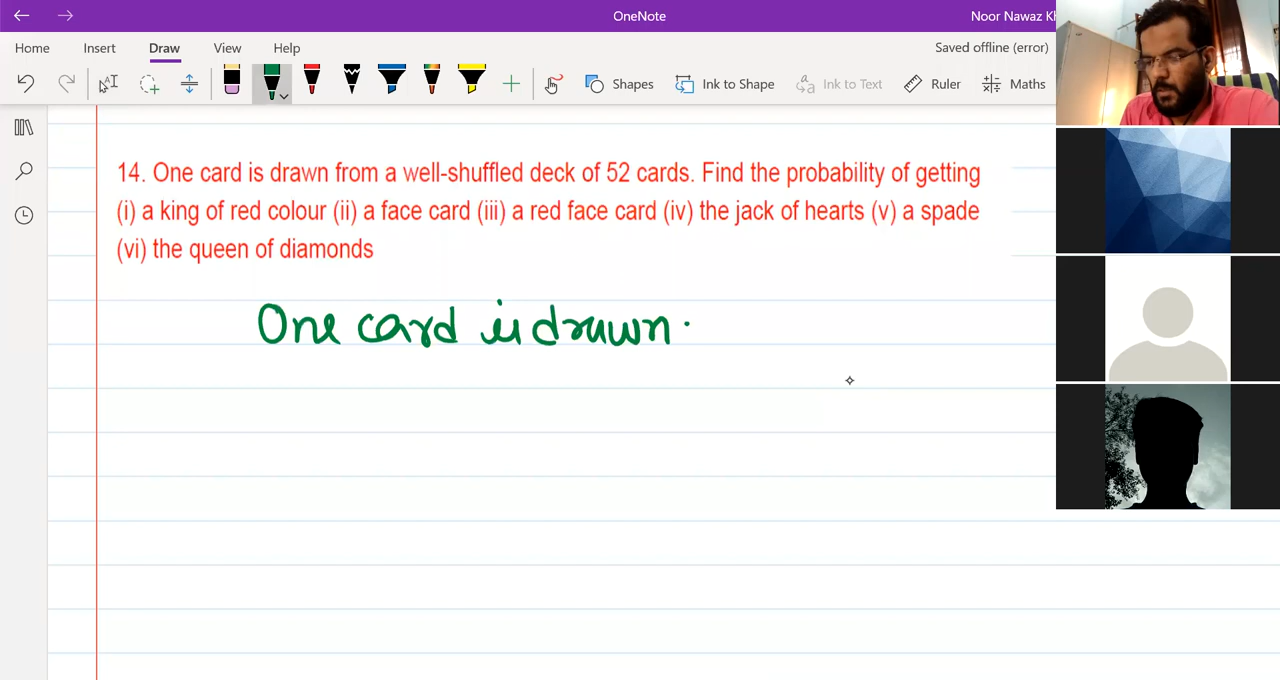 OneNote
Noor Nawaz Kh
Home Insert Draw View Help
Saved offline (error)
Shapes Ink to Shape Ink to Text Ruler Maths
14. One card is drawn from a well-shuffled deck of 52 cards. Find the probability of getting
(i) a king of red colour (ii) a face card (iii) a red face card (iv) the jack of hearts (v) a spade
(vi) the queen of diamonds
One card is drawn.